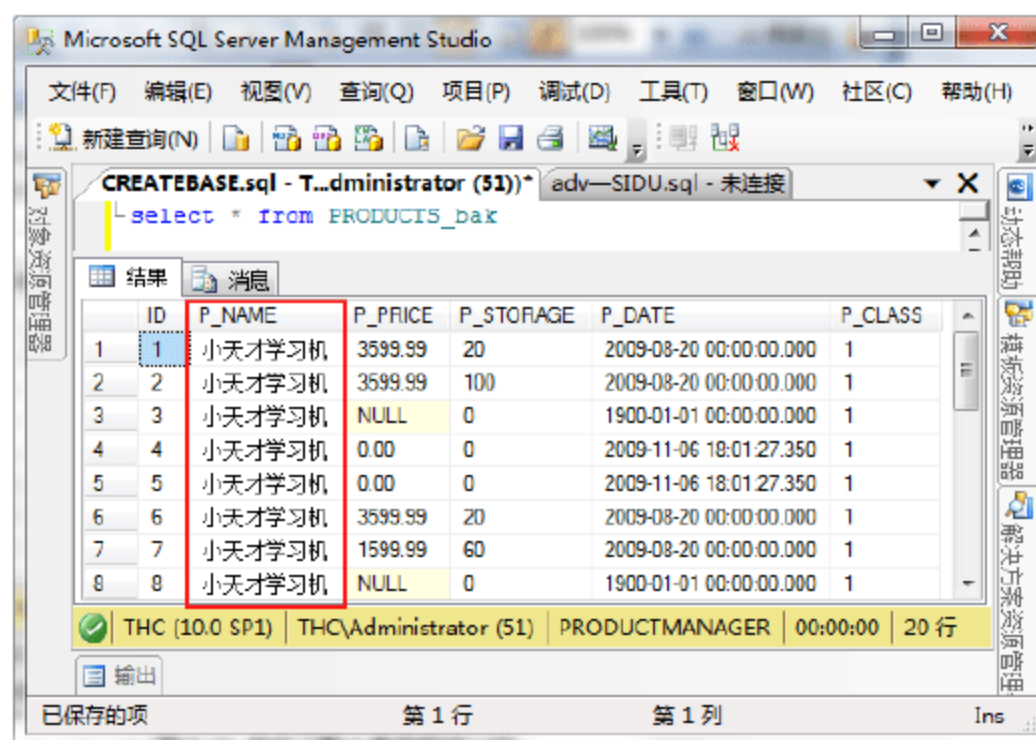 Microsoft SQL Server Management Studio
文件(F) 编辑(E) 视图(V) 查询(Q) 项目(P) 调试(D) 工具(T) 窗口(W) 社区(C) 帮助(H)
新建查询(N)
CREATEBASE.sql - T...dministrator (51))* adv—SIDU.sql - 未连接
select * from PRODUCTS_bak
对象资源管理器
结果 消息
ID P_NAME P_PRICE P_STORAGE P_DATE P_CLASS
1 1 小天才学习机 3599.99 20 2009-08-20 00:00:00.000 1
2 2 小天才学习机 3599.99 100 2009-08-20 00:00:00.000 1
3 3 小天才学习机 NULL 0 1900-01-01 00:00:00.000 1
4 4 小天才学习机 0.00 0 2009-11-06 18:01:27.350 1
5 5 小天才学习机 0.00 0 2009-11-06 18:01:27.350 1
6 6 小天才学习机 3599.99 20 2009-08-20 00:00:00.000 1
7 7 小天才学习机 1599.99 60 2009-08-20 00:00:00.000 1
8 8 小天才学习机 NULL 0 1900-01-01 00:00:00.000 1
THC (10.0 SP1) THC\Administrator (51) PRODUCTMANAGER 00:00:00 20 行
动态帮助
模板资源管理器
解决方案资源管理
输出
已保存的项 第 1 行 第 1 列 Ins